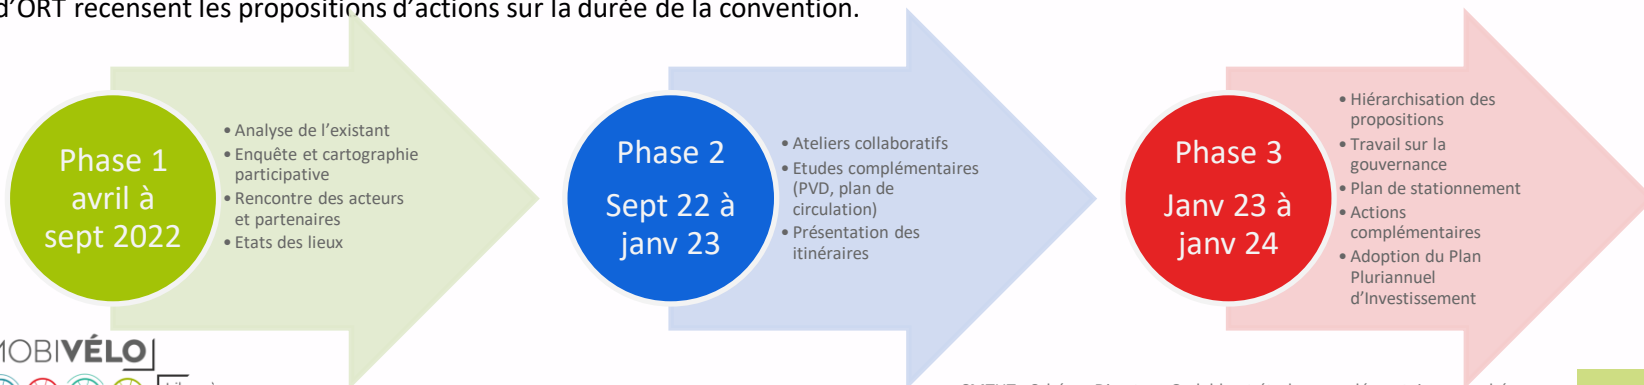 d'ORT recensent les propositions d'actions sur la durée de la convention.
Phase 1
avril à
sept 2022
• Analyse de l'existant
• Enquête et cartographie
participative
• Rencontre des acteurs
et partenaires
• Etats des lieux
Phase 2
Sept 22 à
janv 23
• Ateliers collaboratifs
• Etudes complémentaires
(PVD, plan de
circulation)
• Présentation des
itinéraires
Phase 3
Janv 23 à
janv 24
• Hiérarchisation des
propositions
• Travail sur la
gouvernance
• Plan de stationnement
• Actions
complémentaires
• Adoption du Plan
Pluriannuel
d'Investissement
MOBIVÉLO